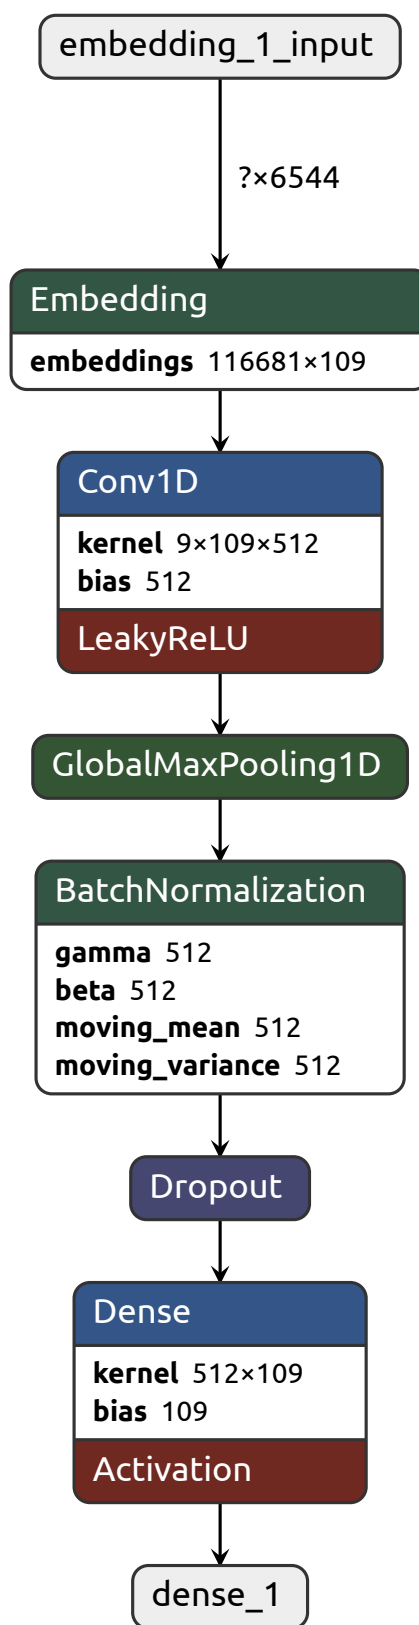 embedding_1_input
?×6544
Embedding
embeddings 116681×109
Conv1D
kernel 9×109×512
bias 512
LeakyReLU
GlobalMaxPooling1D
BatchNormalization
gamma 512
beta 512
moving_mean 512
moving_variance 512
Dropout
Dense
kernel 512×109
bias 109
Activation
dense_1